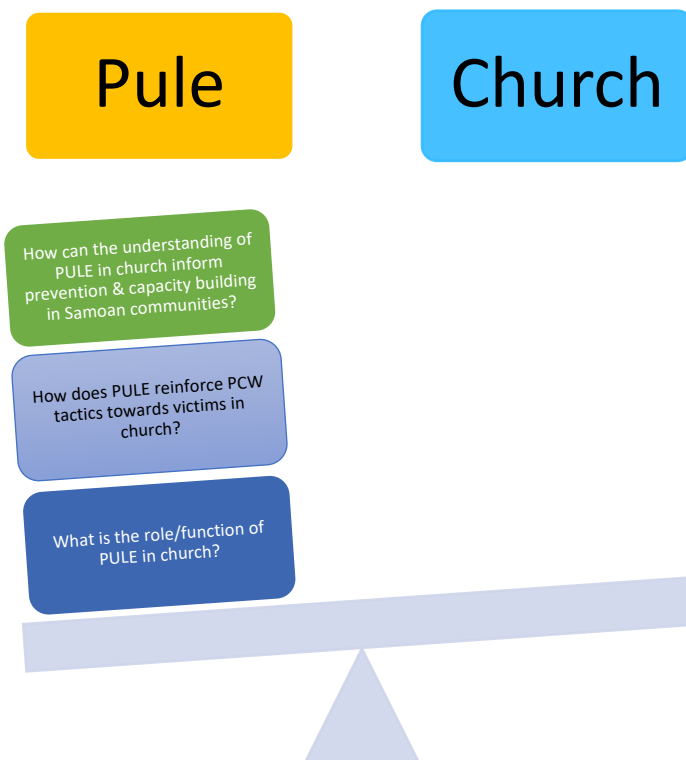 Pule
Church
How can the understanding of
PULE in church inform
prevention & capacity building
in Samoan communities?
How does PULE reinforce PCW
tactics towards victims in
church?
What is the role/function of
PULE in church?